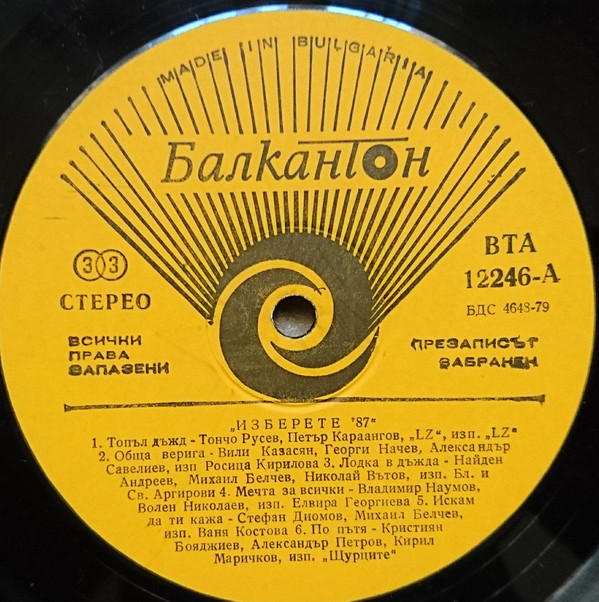 MADE IN BULGARIA
Балкантон
33
СТЕРЕО
ВТА
12246-А
БДС 4648-79
ВСИЧКИ
ПРАВА
ЗАПАЗЕНИ
ПРЕЗАПИСЪТ
ЗАБРАНЕН
„ИЗБЕРЕТЕ '87“
1. Топъл дъжд - Тончо Русев, Петър Караангов, „LZ“, изп. „LZ“
2. Обща верига - Вили Казасян, Георги Начев, Александър
Савелиев, изп Росица Кирилова 3. Лодка в дъжда - Найден
Андреев, Михаил Белчев, Николай Вътов, изп. Бл. и
Св. Аргирови 4. Мечта за всички - Владимир Наумов,
Волен Николаев, изп. Елвира Георгиева 5. Искам
да ти кажа - Стефан Диомов, Михаил Белчев,
изп. Ваня Костова 6. По пътя - Кристиян
Бояджиев, Александър Петров, Кирил
Маричков, изп. „Щурците“